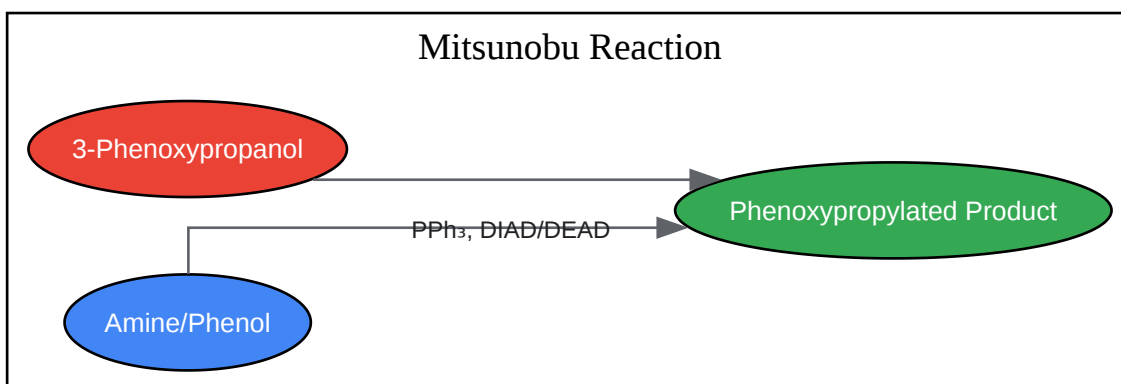 Mitsunobu Reaction
3-Phenoxypropanol
Phenoxypropylated Product
PPh₃, DIAD/DEAD
Amine/Phenol